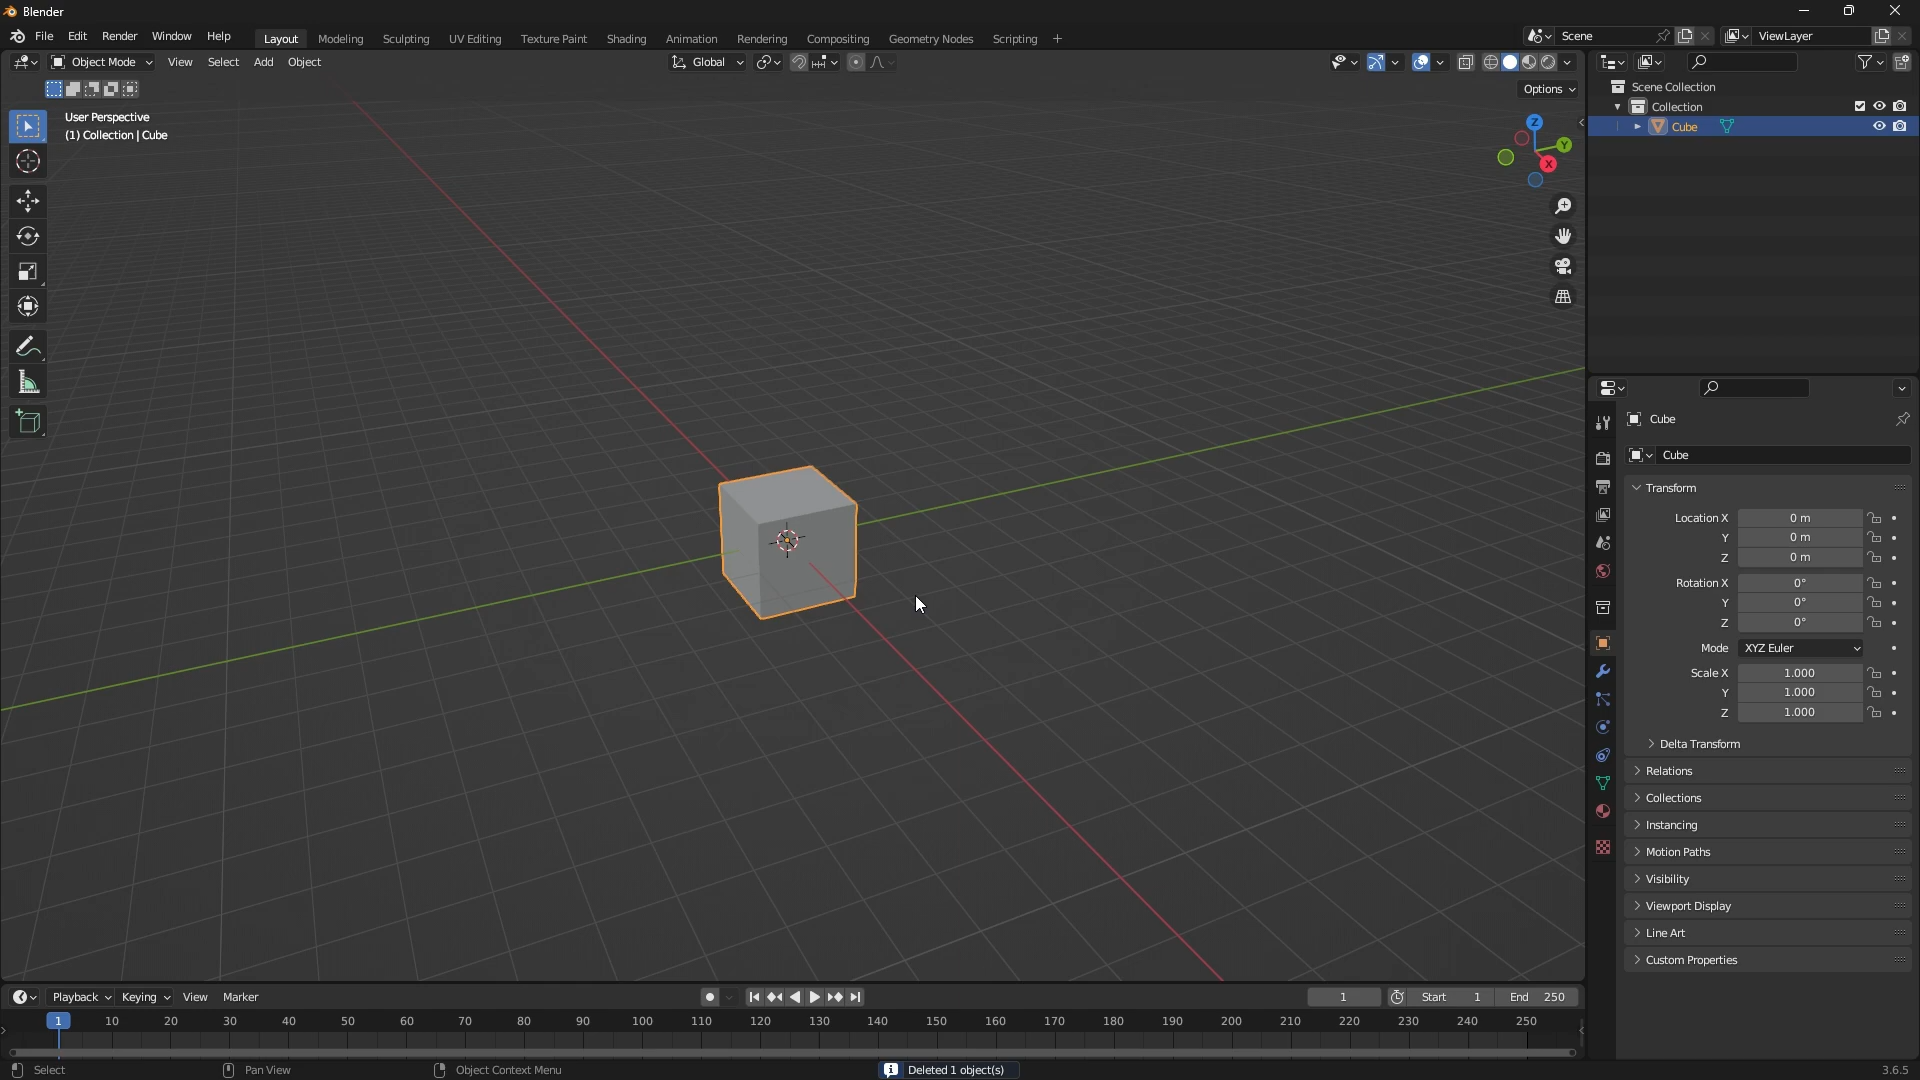 Blender
File Edit Render Window Help Layout Modeling Sculpting UV Editing Texture Paint Shading Animation Rendering Compositing Geometry Nodes Scripting + Scene ViewLayer
Object Mode View Select Add Object Global
Options
User Perspective
(1) Collection | Cube
Z
Y
X
Scene Collection
Collection
Cube
Cube
Cube
Transform
Location X 0 m
Y 0 m
Z 0 m
Rotation X 0°
Y 0°
Z 0°
Mode XYZ Euler
Scale X 1.000
Y 1.000
Z 1.000
Delta Transform
Relations
Collections
Instancing
Motion Paths
Visibility
Viewport Display
Line Art
Custom Properties
Playback Keying View Marker 1 Start 1 End 250
1 10 20 30 40 50 60 70 80 90 100 110 120 130 140 150 160 170 180 190 200 210 220 230 240 250
Select Pan View Object Context Menu Deleted 1 object(s) 3.6.5